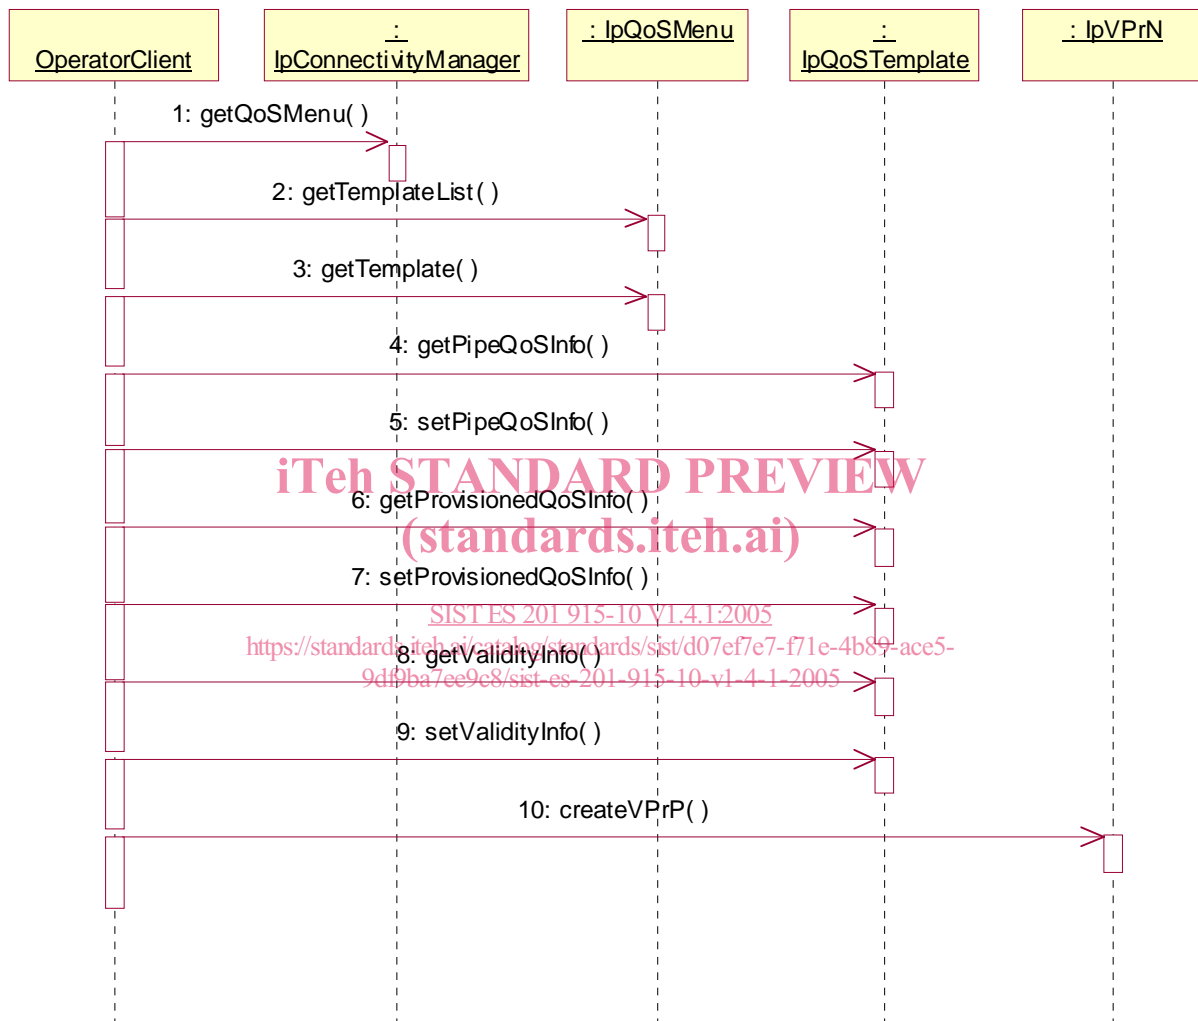 OperatorClient
:
IpConnectivityManager
: IpQoSMenu
:
IpQoSTemplate
: IpVPrN
1: getQoSMenu( )
2: getTemplateList( )
3: getTemplate( )
4: getPipeQoSInfo( )
5: setPipeQoSInfo( )
iTeh STANDARD PREVIEW
6: getProvisionedQoSInfo( )
(standards.iteh.ai)
7: setProvisionedQoSInfo( )
SIST ES 201 915-10 V1.4.1:2005
https://standards.iteh.ai/catalog/standards/sist/d07ef7e7-f71e-4b89-ace5-
8: getValidityInfo( )
9df9ba7ee9c8/sist-es-201-915-10-v1-4-1-2005
9: setValidityInfo( )
10: createVPrP( )